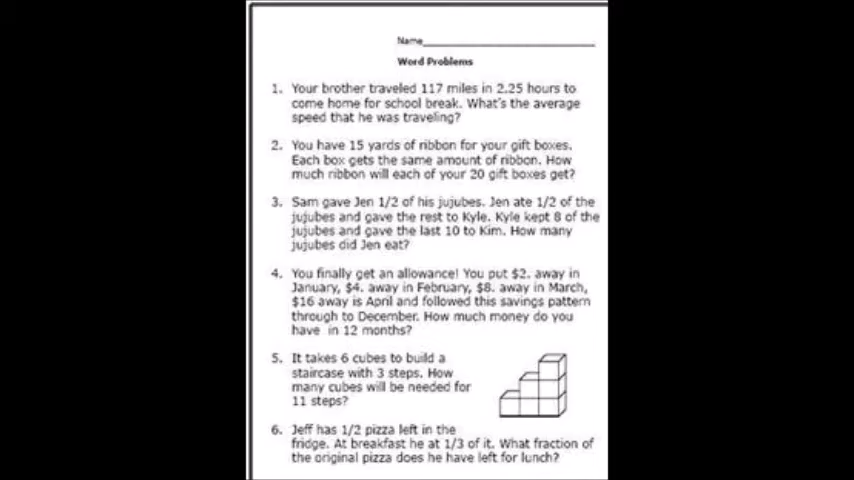 Name
Word Problems
1. Your brother traveled 117 miles in 2.25 hours to
come home for school break. What's the average
speed that he was traveling?
2. You have 15 yards of ribbon for your gift boxes.
Each box gets the same amount of ribbon. How
much ribbon will each of your 20 gift boxes get?
3. Sam gave Jen 1/2 of his jujubes. Jen ate 1/2 of the
jujubes and gave the rest to Kyle. Kyle kept 8 of the
jujubes and gave the last 10 to Kim. How many
jujubes did Jen eat?
4. You finally get an allowance! You put $2. away in
January, $4. away in February, $8. away in March,
$16 away is April and followed this savings pattern
through to December. How much money do you
have in 12 months?
5. It takes 6 cubes to build a
staircase with 3 steps. How
many cubes will be needed for
11 steps?
6. Jeff has 1/2 pizza left in the
fridge. At breakfast he at 1/3 of it. What fraction of
the original pizza does he have left for lunch?